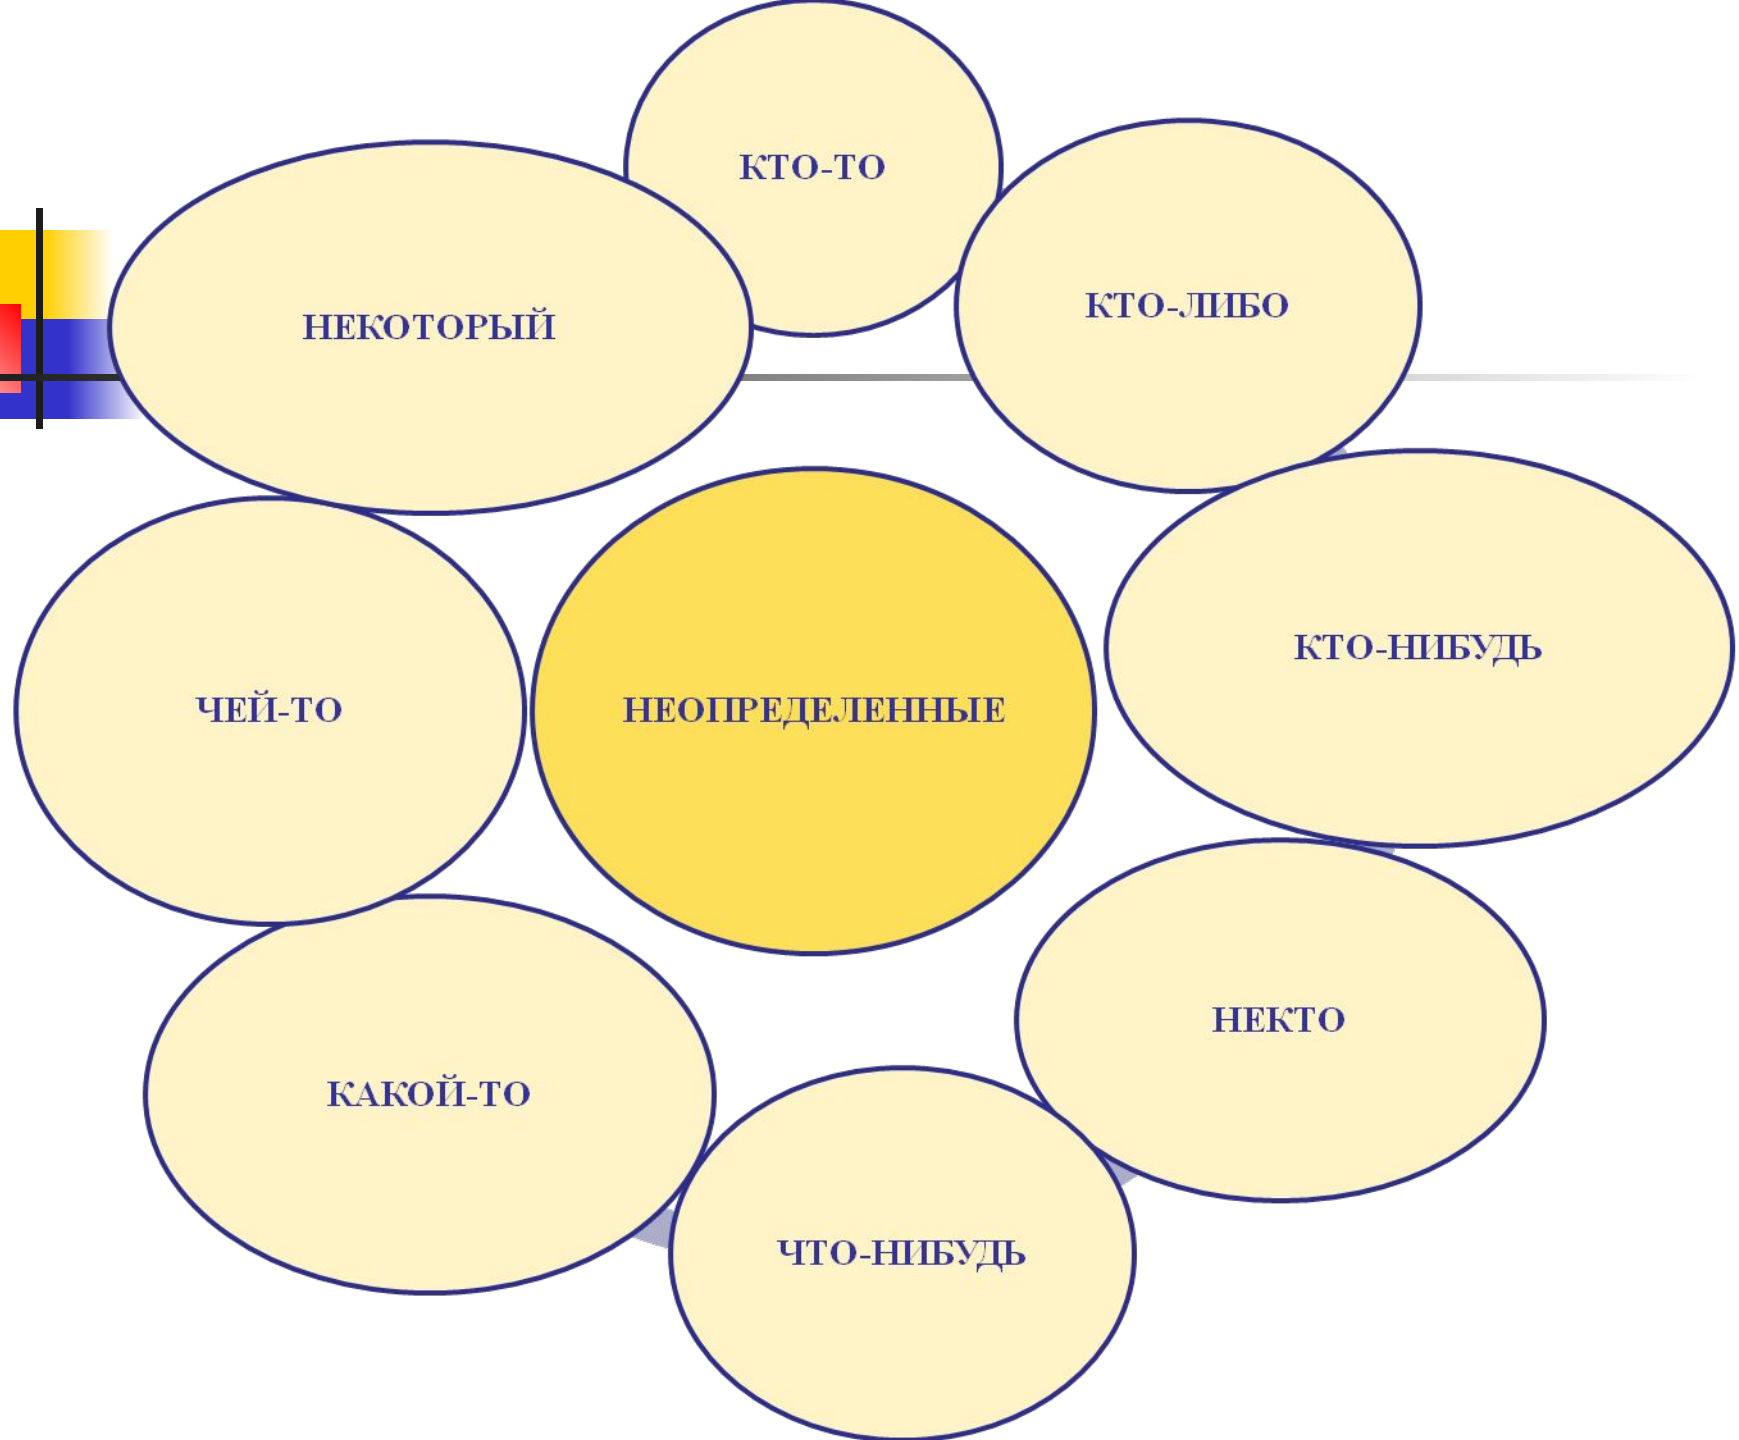 КТО-ТО
КТО-ЛИБО
НЕКОТОРЫЙ
КТО-НИБУДЬ
ЧЕЙ-ТО
НЕОПРЕДЕЛЕННЫЕ
НЕКТО
КАКОЙ-ТО
ЧТО-НИБУДЬ